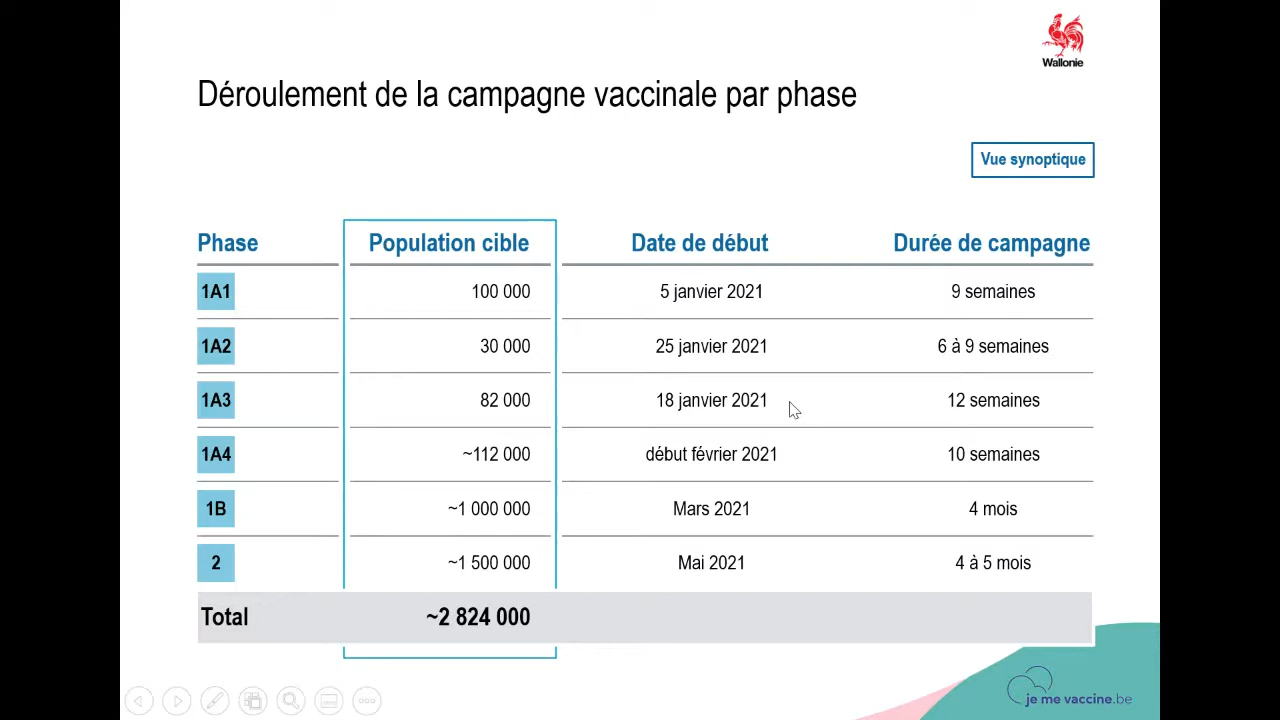 Wallonie
Déroulement de la campagne vaccinale par phase
Vue synoptique
Phase Population cible Date de début Durée de campagne
1A1 100 000 5 janvier 2021 9 semaines
1A2 30 000 25 janvier 2021 6 à 9 semaines
1A3 82 000 18 janvier 2021 12 semaines
1A4 ~112 000 début février 2021 10 semaines
1B ~1 000 000 Mars 2021 4 mois
2 ~1 500 000 Mai 2021 4 à 5 mois
Total ~2 824 000
je me vaccine.be